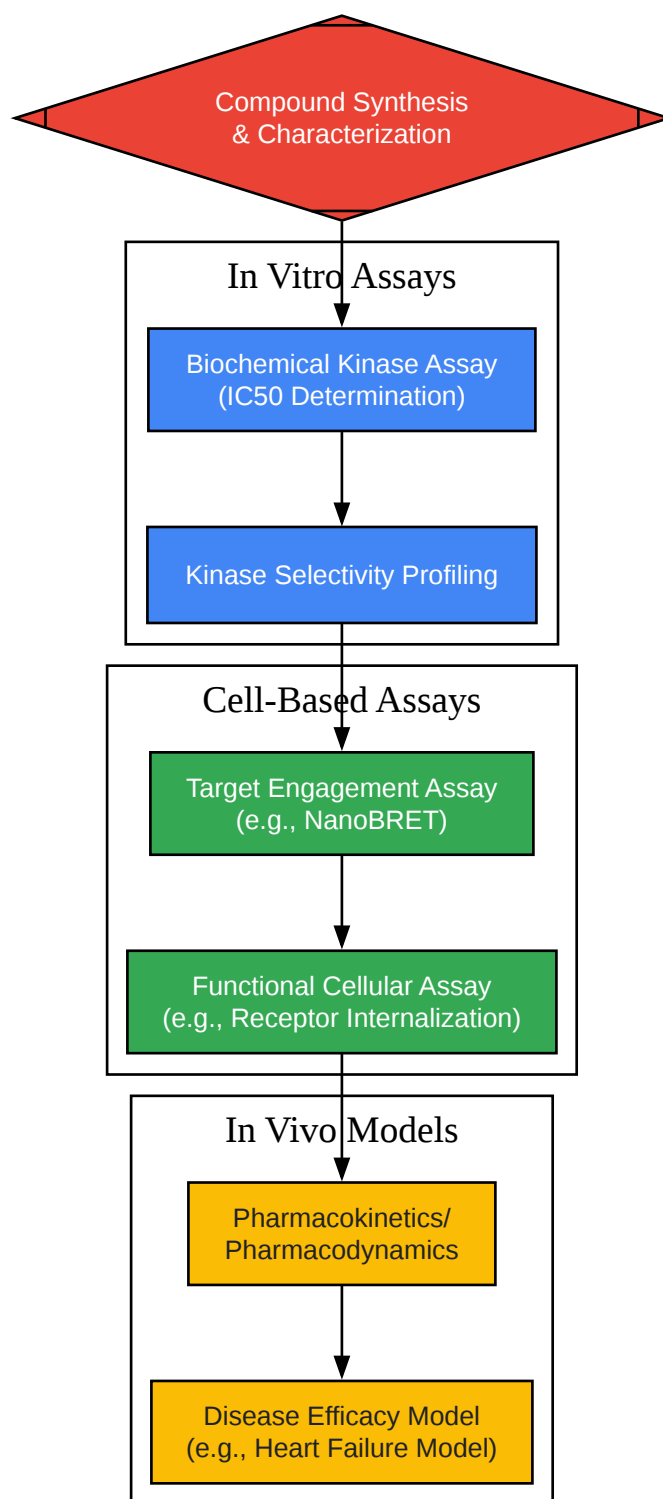 Compound Synthesis
& Characterization
In Vitro Assays
Biochemical Kinase Assay
(IC50 Determination)
Kinase Selectivity Profiling
Cell-Based Assays
Target Engagement Assay
(e.g., NanoBRET)
Functional Cellular Assay
(e.g., Receptor Internalization)
In Vivo Models
Pharmacokinetics/
Pharmacodynamics
Disease Efficacy Model
(e.g., Heart Failure Model)